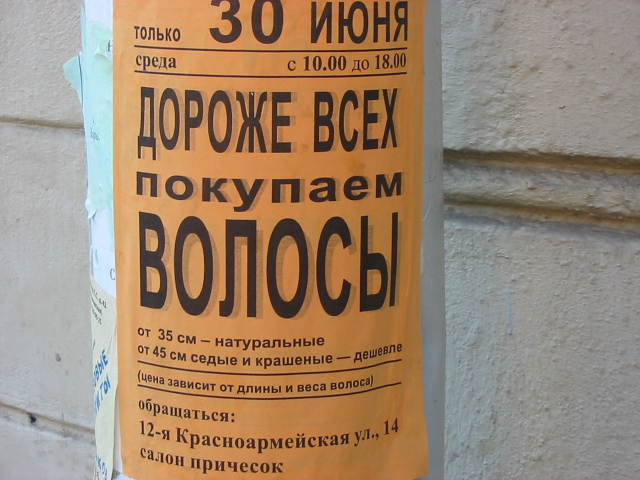 только 30 ИЮНЯ
среда с 10.00 до 18.00
ДОРОЖЕ ВСЕХ
покупаем
ВОЛОСЫ
от 35 см – натуральные
от 45 см седые и крашеные — дешевле
(цена зависит от длины и веса волоса)
обращаться:
12-я Красноармейская ул., 14
салон причесок